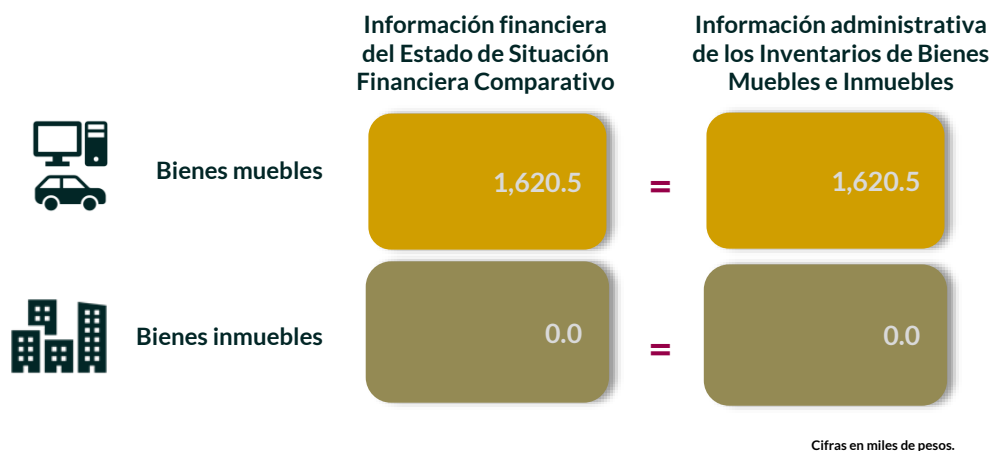 Información financiera
del Estado de Situación
Financiera Comparativo
Información administrativa
de los Inventarios de Bienes
Muebles e Inmuebles
Bienes muebles
1,620.5
=
1,620.5
Bienes inmuebles
0.0
=
0.0
Cifras en miles de pesos.